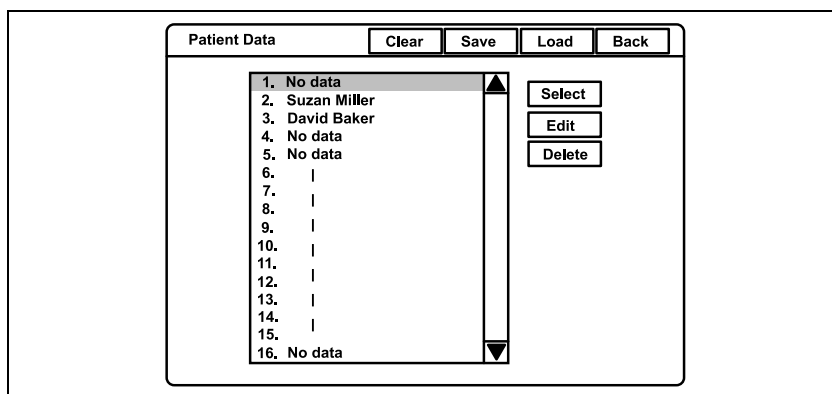 Patient Data Clear Save Load Back
1. No data
2. Suzan Miller
3. David Baker
4. No data
5. No data
6.
7.
8.
9.
10.
11.
12.
13.
14.
15.
16. No data
Select
Edit
Delete